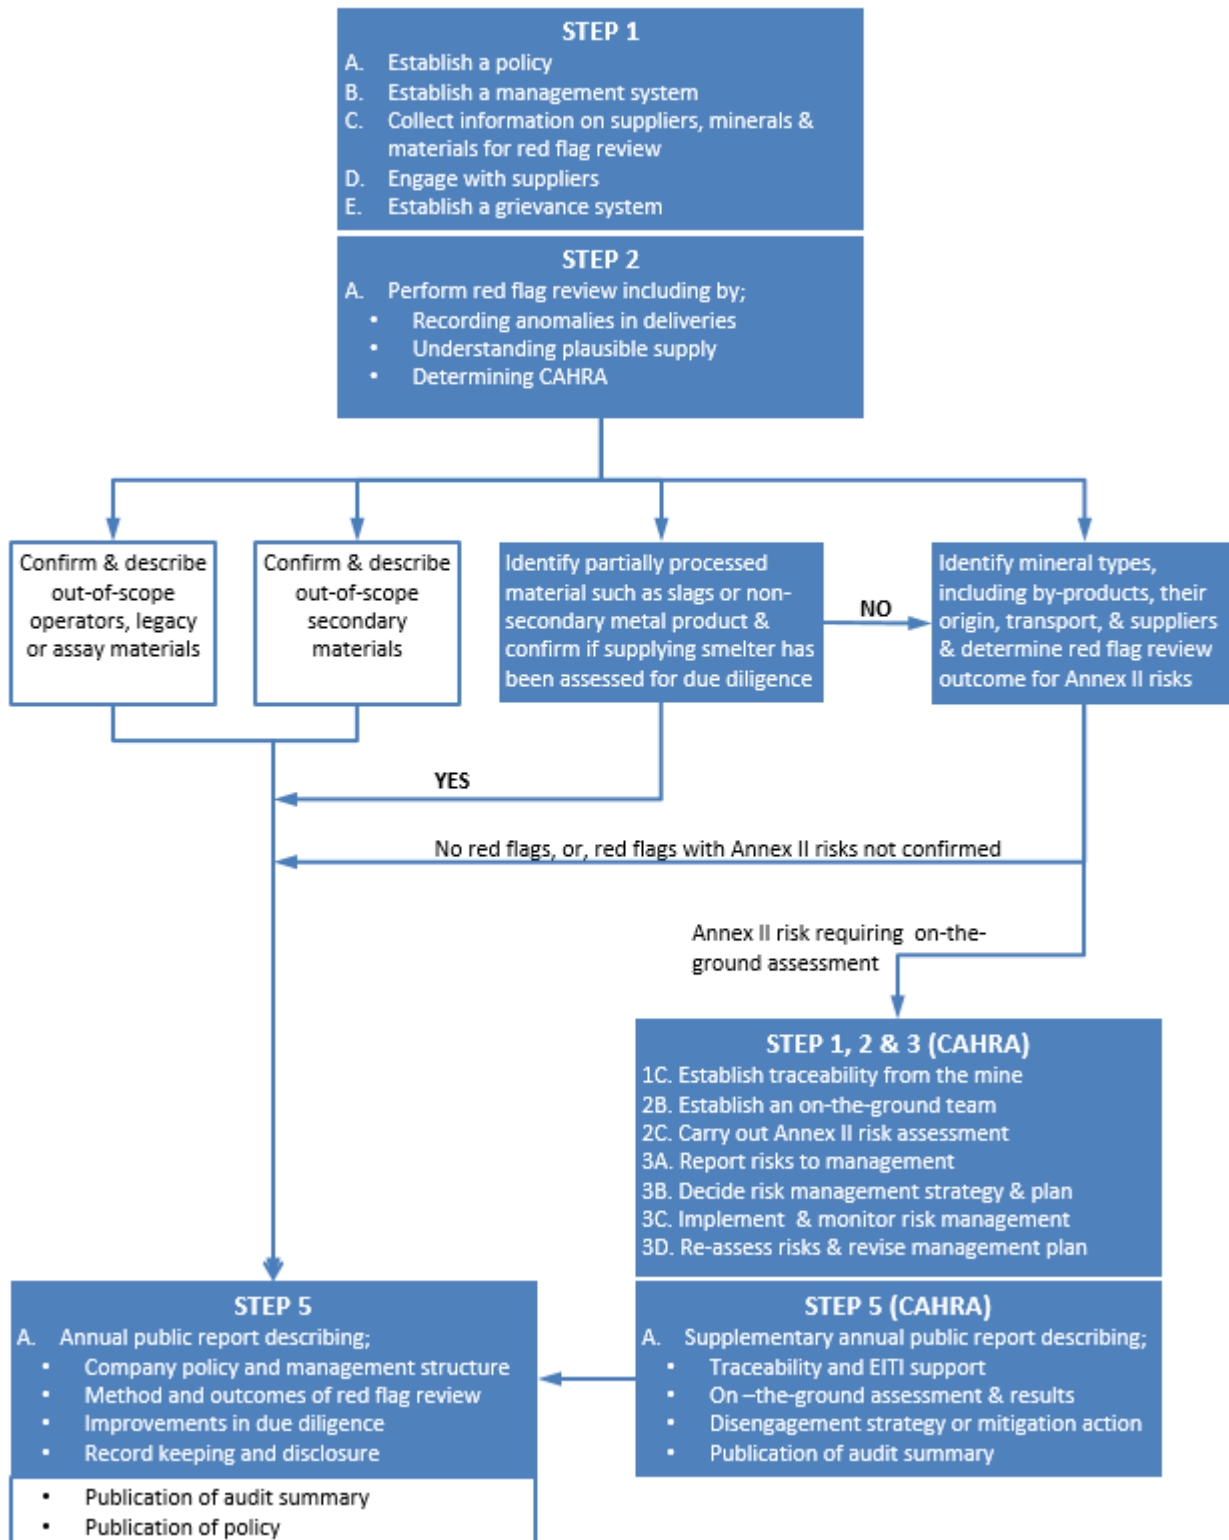 STEP 1
A. Establish a policy
B. Establish a management system
C. Collect information on suppliers, minerals &
materials for red flag review
D. Engage with suppliers
E. Establish a grievance system
STEP 2
A. Perform red flag review including by;
• Recording anomalies in deliveries
• Understanding plausible supply
• Determining CAHRA
Confirm & describe
out-of-scope
operators, legacy
or assay materials
Confirm & describe
out-of-scope
secondary
materials
Identify partially processed
material such as slags or non-
secondary metal product &
confirm if supplying smelter has
been assessed for due diligence
NO
Identify mineral types,
including by-products, their
origin, transport, & suppliers
& determine red flag review
outcome for Annex II risks
YES
No red flags, or, red flags with Annex II risks not confirmed
Annex II risk requiring on-the-
ground assessment
STEP 1, 2 & 3 (CAHRA)
1C. Establish traceability from the mine
2B. Establish an on-the-ground team
2C. Carry out Annex II risk assessment
3A. Report risks to management
3B. Decide risk management strategy & plan
3C. Implement & monitor risk management
3D. Re-assess risks & revise management plan
STEP 5
A. Annual public report describing;
• Company policy and management structure
• Method and outcomes of red flag review
• Improvements in due diligence
• Record keeping and disclosure
• Publication of audit summary
• Publication of policy
STEP 5 (CAHRA)
A. Supplementary annual public report describing;
• Traceability and EITI support
• On –the-ground assessment & results
• Disengagement strategy or mitigation action
• Publication of audit summary